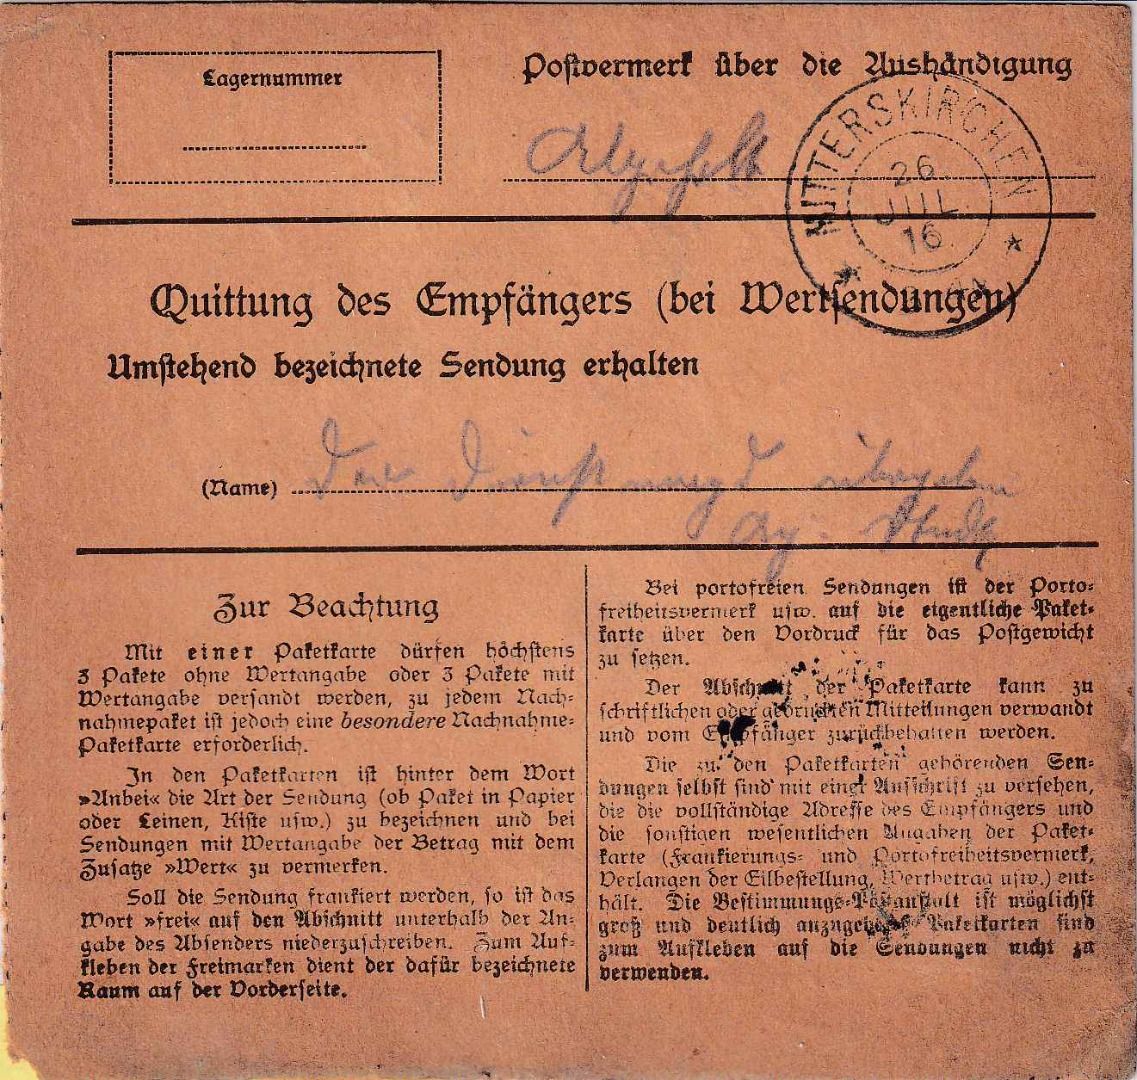 Lagernummer
Postvermerk über die Aushändigung
MITTERSKIRCHEN
26.
JUL.
16
Quittung des Empfängers (bei Wertsendungen)
Umstehend bezeichnete Sendung erhalten
(Name) Der Dienstmagd übergeben
Zur Beachtung
Mit einer Paketkarte dürfen höchstens
3 Pakete ohne Wertangabe oder 3 Pakete mit
Wertangabe versandt werden, zu jedem Nach-
nahmepaket ist jedoch eine besondere Nachnahme-
Paketkarte erforderlich.
In den Paketkarten ist hinter dem Wort
»Anbei« die Art der Sendung (ob Paket in Papier
oder Leinen, Kiste usw.) zu bezeichnen und bei
Sendungen mit Wertangabe der Betrag mit dem
Zusatze »Wert« zu vermerken.
Soll die Sendung frankiert werden, so ist das
Wort »frei« auf den Abschnitt unterhalb der An-
gabe des Absenders niederzuschreiben. Zum Auf-
kleben der Freimarken dient der dafür bezeichnete
Raum auf der Vorderseite.
Bei portofreien Sendungen ist der Porto-
freiheitsvermerk usw. auf die eigentliche Paket-
karte über den Vordruck für das Postgewicht
zu setzen.
Der Abschnitt der Paketkarte kann zu
schriftlichen oder gedruckten Mitteilungen verwandt
und vom Empfänger zurückbehalten werden.
Die zu den Paketkarten gehörenden Sen-
dungen selbst sind mit einer Aufschrift zu versehen,
die die vollständige Adresse des Empfängers und
die sonstigen wesentlichen Angaben der Paket-
karte (Frankierungs- und Portofreiheitsvermerk,
Verlangen der Eilbestellung, Wertbetrag usw.) ent-
hält. Die Bestimmungs-Postanstalt ist möglichst
groß und deutlich anzugeben. Paketkarten sind
zum Aufkleben auf die Sendungen nicht zu
verwenden.